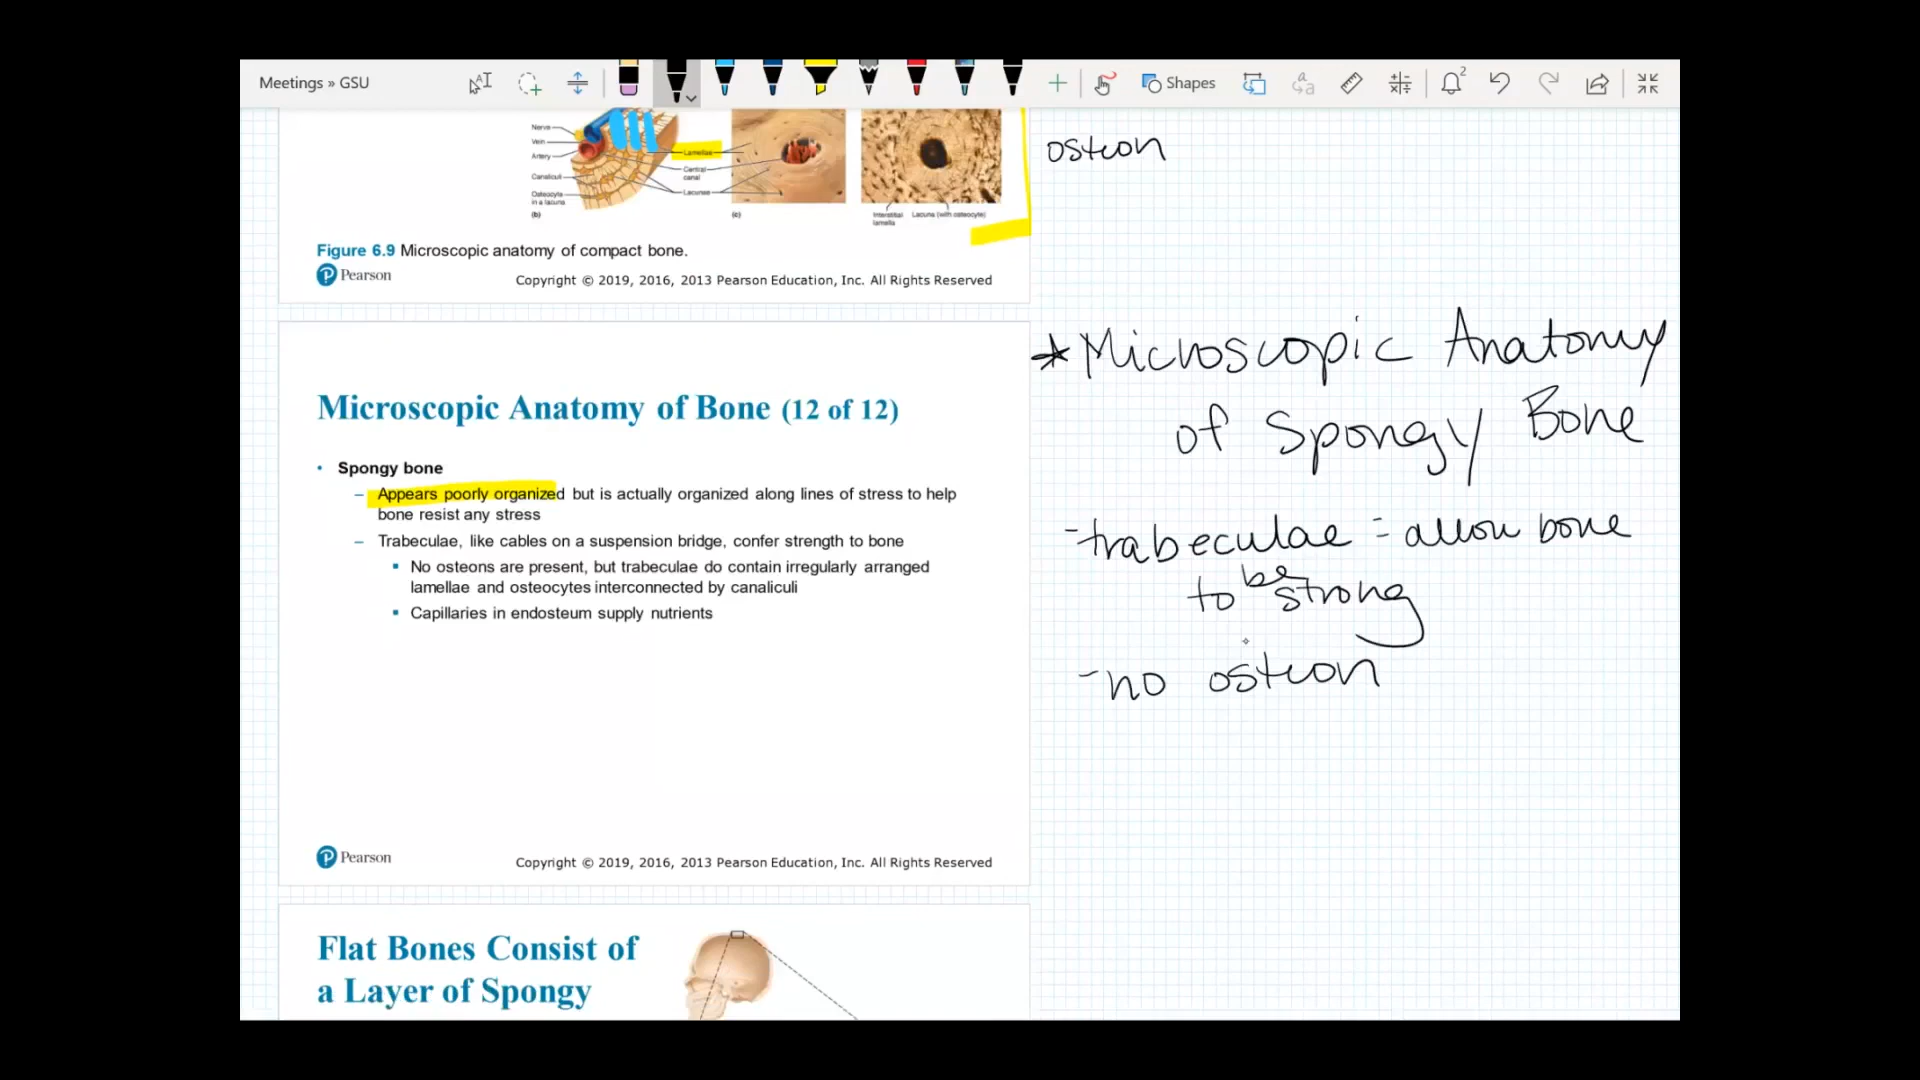 Meetings » GSU
Shapes
2
Nerve
Vein
Artery
Canaliculi
Osteocyte
in a lacuna
(b)
Lamellae
Central
canal
Lacunae
(c)
Interstitial
lamella
Lacuna (with osteocyte)
Figure 6.9 Microscopic anatomy of compact bone.
Pearson
Copyright © 2019, 2016, 2013 Pearson Education, Inc. All Rights Reserved
osteon
Microscopic Anatomy of Bone (12 of 12)
• Spongy bone
– Appears poorly organized but is actually organized along lines of stress to help
bone resist any stress
– Trabeculae, like cables on a suspension bridge, confer strength to bone
▪ No osteons are present, but trabeculae do contain irregularly arranged
lamellae and osteocytes interconnected by canaliculi
▪ Capillaries in endosteum supply nutrients
Pearson
Copyright © 2019, 2016, 2013 Pearson Education, Inc. All Rights Reserved
* Microscopic Anatomy
of Spongy Bone
- trabeculae = allow bone
to be strong
- no osteon
Flat Bones Consist of
a Layer of Spongy